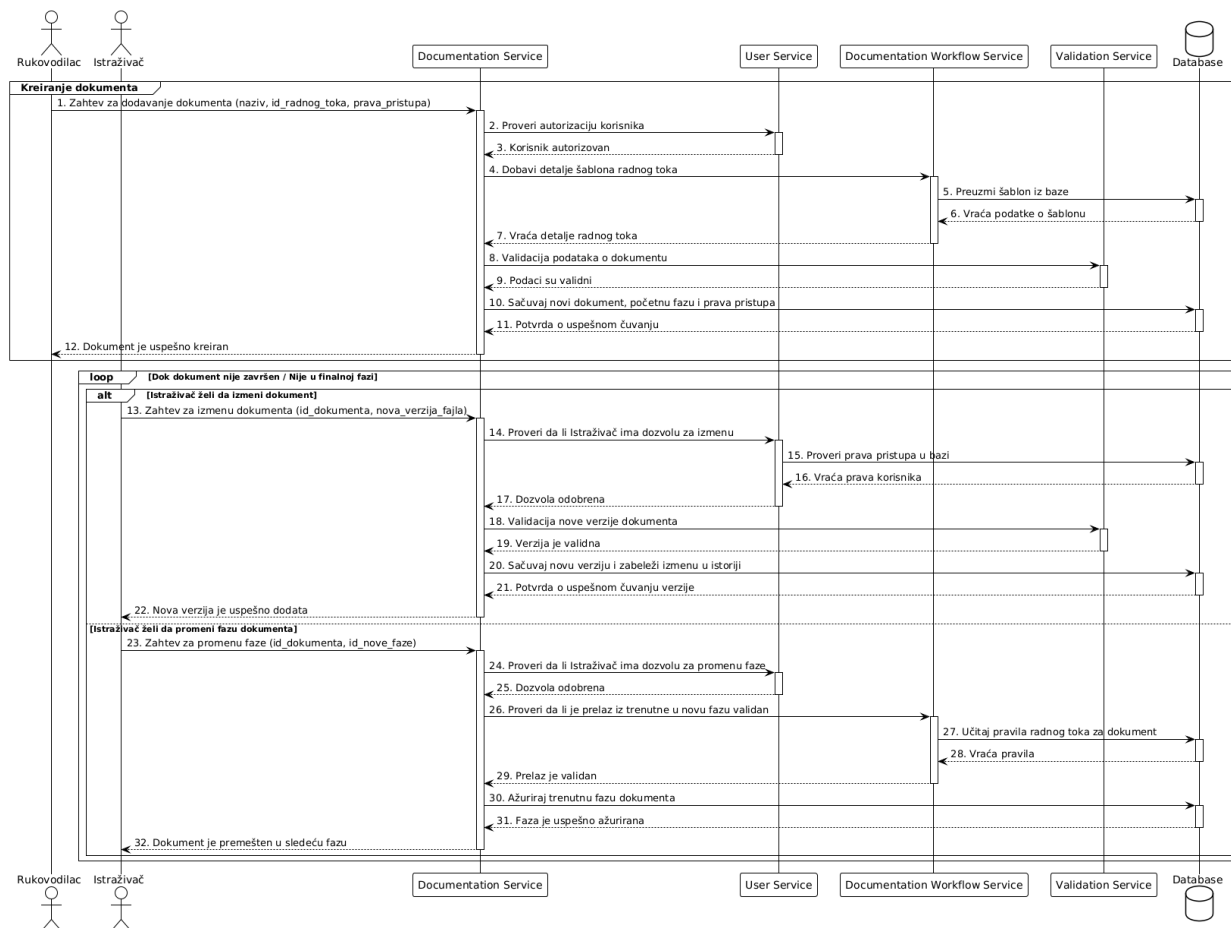 Rukovodilac
Istraživač
Documentation Service
User Service
Documentation Workflow Service
Validation Service
Database
Kreiranje dokumenta
1. Zahtev za dodavanje dokumenta (naziv, id_radnog_toka, prava_pristupa)
2. Proveri autorizaciju korisnika
3. Korisnik autorizovan
4. Dobavi detalje šablona radnog toka
5. Preuzmi šablon iz baze
6. Vraća podatke o šablonu
7. Vraća detalje radnog toka
8. Validacija podataka o dokumentu
9. Podaci su validni
10. Sačuvaj novi dokument, početnu fazu i prava pristupa
11. Potvrda o uspešnom čuvanju
12. Dokument je uspešno kreiran
loop [Dok dokument nije završen / Nije u finalnoj fazi]
alt [Istraživač želi da izmeni dokument]
13. Zahtev za izmenu dokumenta (id_dokumenta, nova_verzija_fajla)
14. Proveri da li Istraživač ima dozvolu za izmenu
15. Proveri prava pristupa u bazi
16. Vraća prava korisnika
17. Dozvola odobrena
18. Validacija nove verzije dokumenta
19. Verzija je validna
20. Sačuvaj novu verziju i zabeleži izmenu u istoriji
21. Potvrda o uspešnom čuvanju verzije
22. Nova verzija je uspešno dodata
[Istraživač želi da promeni fazu dokumenta]
23. Zahtev za promenu faze (id_dokumenta, id_nove_faze)
24. Proveri da li Istraživač ima dozvolu za promenu faze
25. Dozvola odobrena
26. Proveri da li je prelaz iz trenutne u novu fazu validan
27. Učitaj pravila radnog toka za dokument
28. Vraća pravila
29. Prelaz je validan
30. Ažuriraj trenutnu fazu dokumenta
31. Faza je uspešno ažurirana
32. Dokument je premešten u sledeću fazu
Rukovodilac
Istraživač
Documentation Service
User Service
Documentation Workflow Service
Validation Service
Database